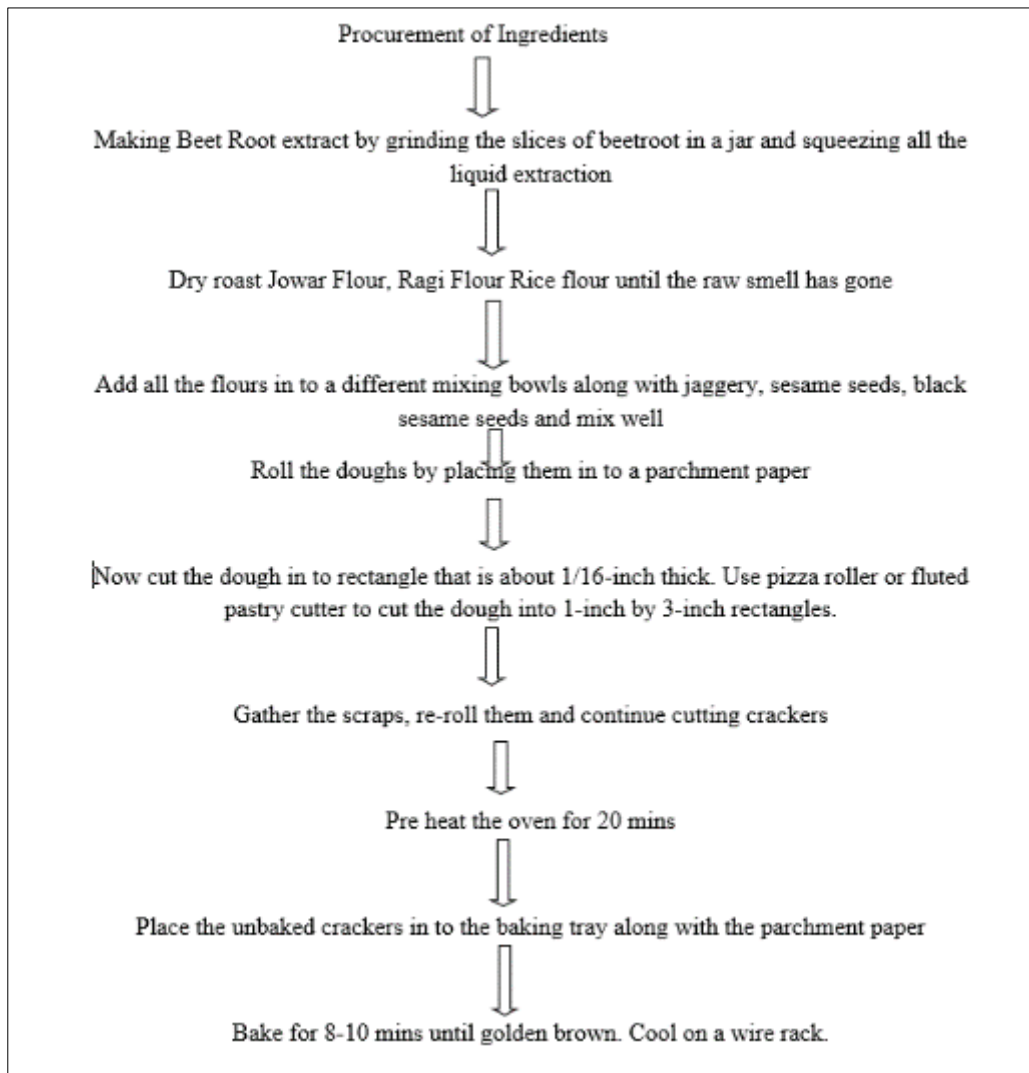 Procurement of Ingredients
Making Beet Root extract by grinding the slices of beetroot in a jar and squeezing all the
liquid extraction
Dry roast Jowar Flour, Ragi Flour Rice flour until the raw smell has gone
Add all the flours in to a different mixing bowls along with jaggery, sesame seeds, black
sesame seeds and mix well
Roll the doughs by placing them in to a parchment paper
Now cut the dough in to rectangle that is about 1/16-inch thick. Use pizza roller or fluted
pastry cutter to cut the dough into 1-inch by 3-inch rectangles.
Gather the scraps, re-roll them and continue cutting crackers
Pre heat the oven for 20 mins
Place the unbaked crackers in to the baking tray along with the parchment paper
Bake for 8-10 mins until golden brown. Cool on a wire rack.